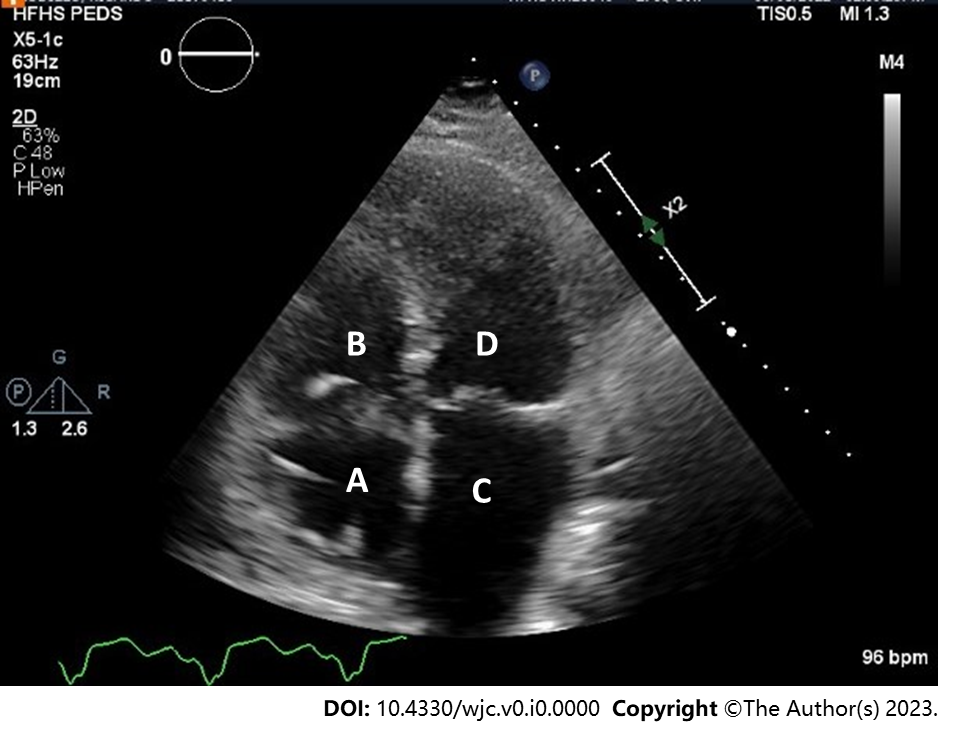 HFHS PEDS
TIS0.5 MI 1.3
X5-1c
63Hz
19cm
0
P
M4
2D
63%
C 48
P Low
HPen
X2
B
D
G
P
R
1.3 2.6
A
C
96 bpm
DOI: 10.4330/wjc.v0.i0.0000 Copyright ©The Author(s) 2023.